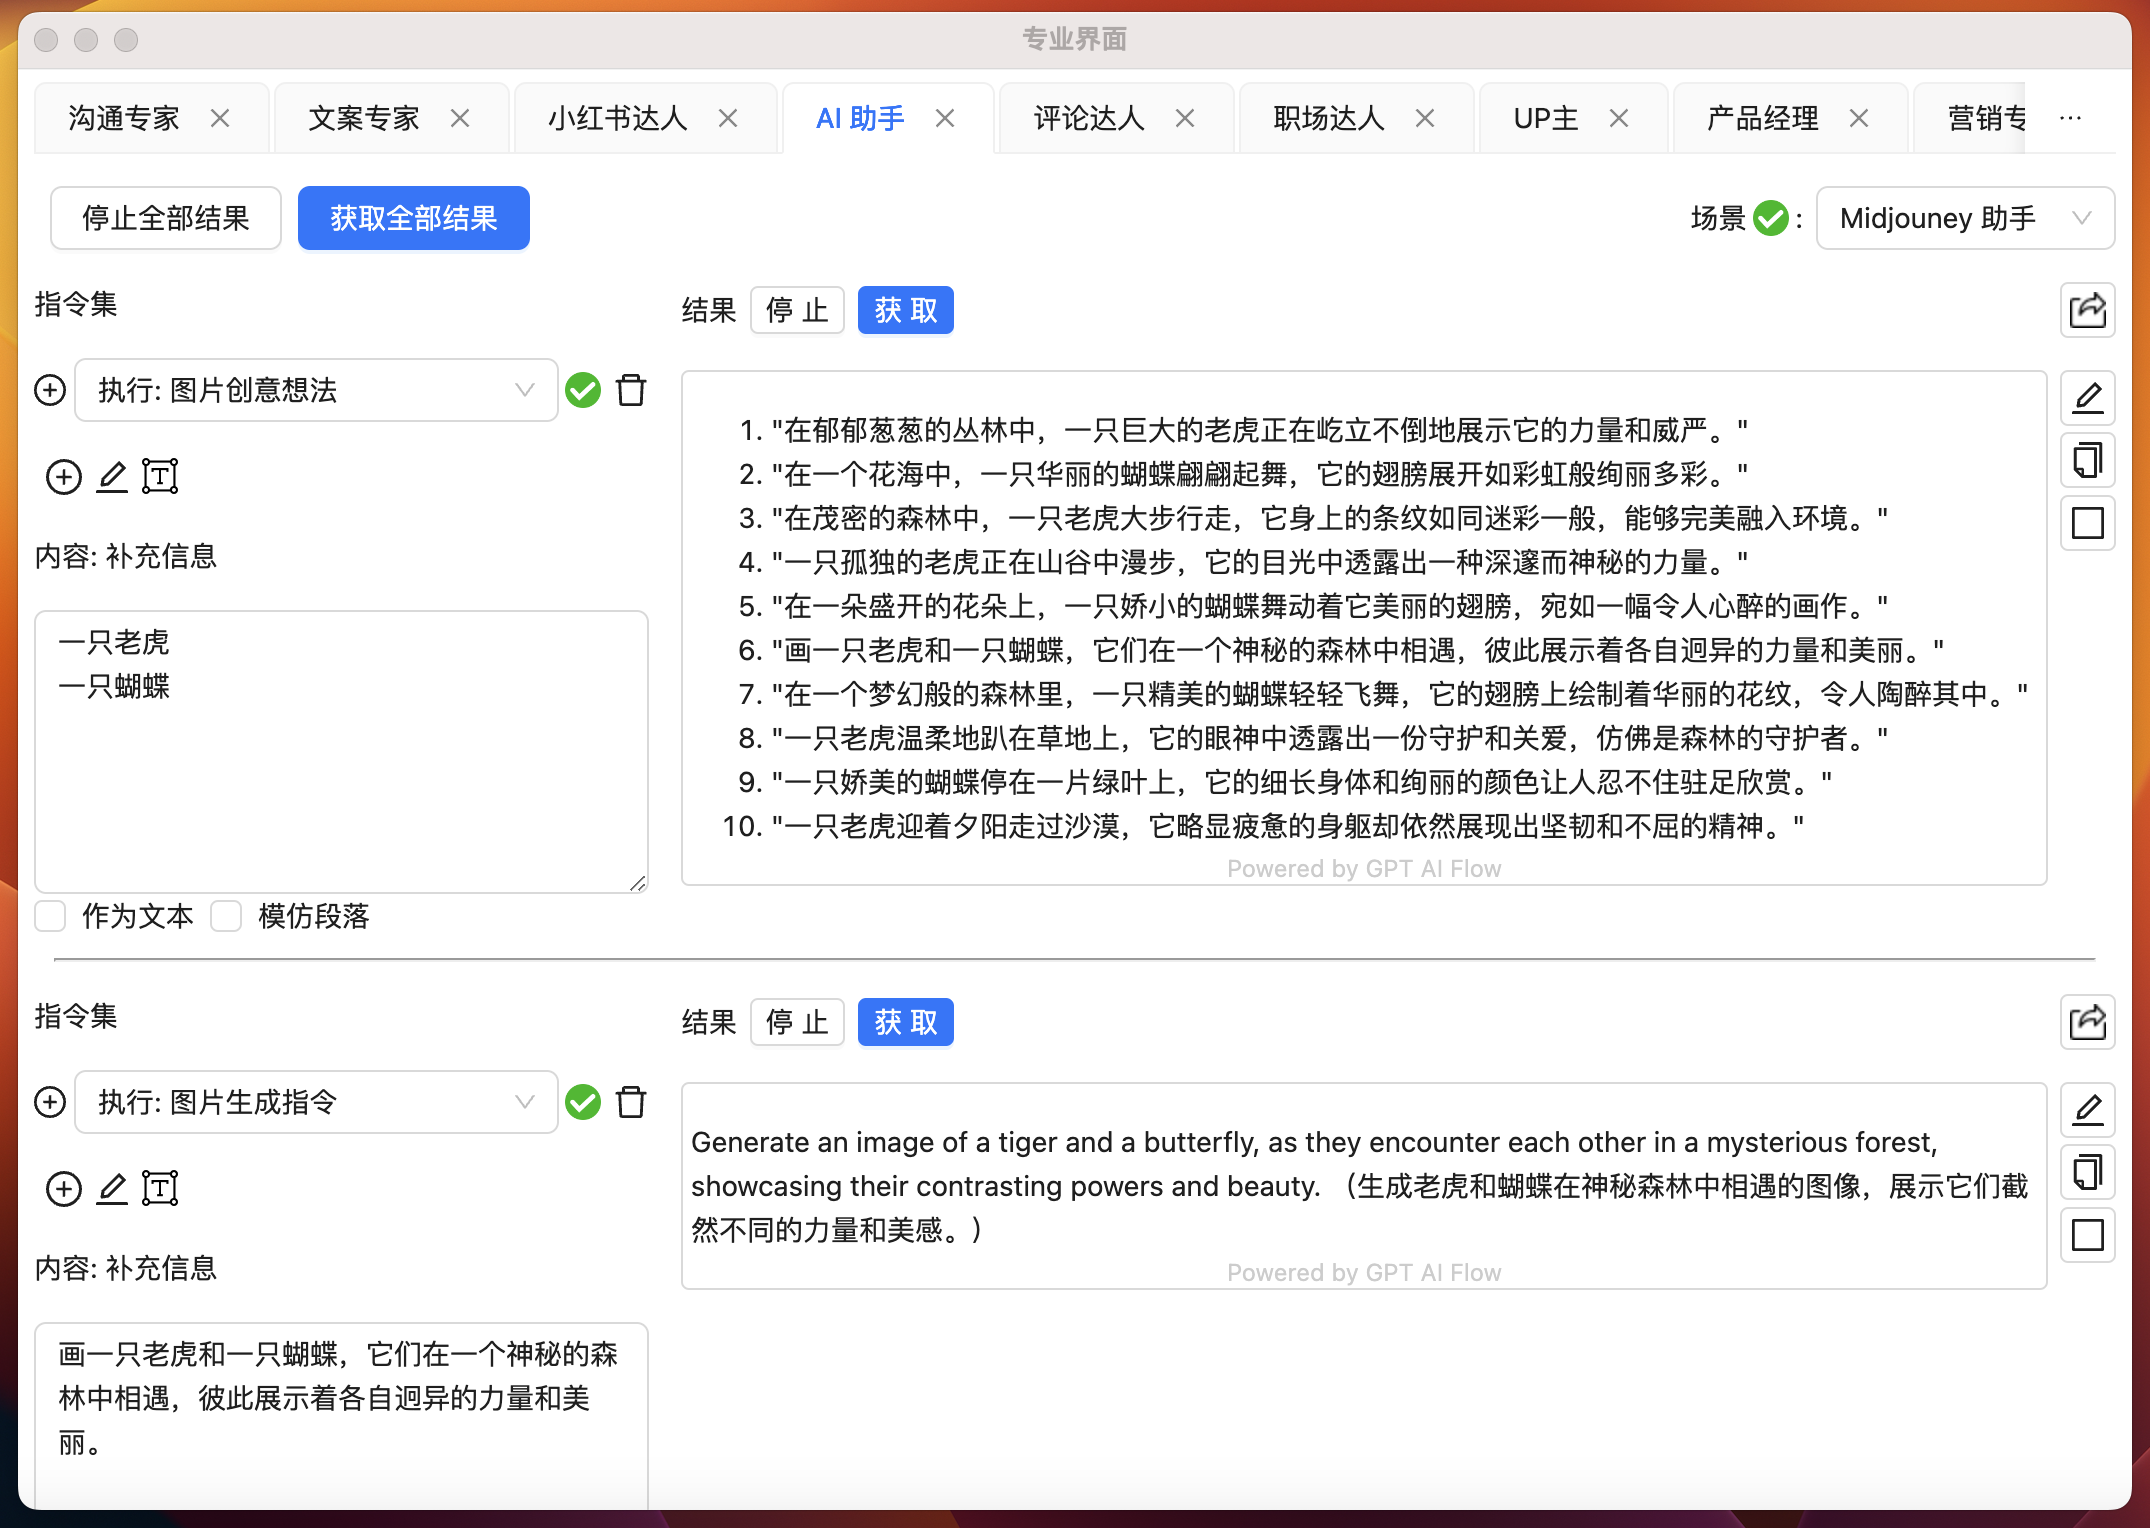 专业界面
沟通专家 文案专家 小红书达人 AI 助手 评论达人 职场达人 UP主 产品经理 营销专 ...
停止全部结果 获取全部结果 场景 : Midjouney 助手
指令集
结果 停止 获取
执行: 图片创意想法
T
内容: 补充信息
一只老虎
一只蝴蝶
作为文本 模仿段落
1. "在郁郁葱葱的丛林中，一只巨大的老虎正在屹立不倒地展示它的力量和威严。"
2. "在一个花海中，一只华丽的蝴蝶翩翩起舞，它的翅膀展开如彩虹般绚丽多彩。"
3. "在茂密的森林中，一只老虎大步行走，它身上的条纹如同迷彩一般，能够完美融入环境。"
4. "一只孤独的老虎正在山谷中漫步，它的目光中透露出一种深邃而神秘的力量。"
5. "在一朵盛开的花朵上，一只娇小的蝴蝶舞动着它美丽的翅膀，宛如一幅令人心醉的画作。"
6. "画一只老虎和一只蝴蝶，它们在一个神秘的森林中相遇，彼此展示着各自迥异的力量和美丽。"
7. "在一个梦幻般的森林里，一只精美的蝴蝶轻轻飞舞，它的翅膀上绘制着华丽的花纹，令人陶醉其中。"
8. "一只老虎温柔地趴在草地上，它的眼神中透露出一份守护和关爱，仿佛是森林的守护者。"
9. "一只娇美的蝴蝶停在一片绿叶上，它的细长身体和绚丽的颜色让人忍不住驻足欣赏。"
10. "一只老虎迎着夕阳走过沙漠，它略显疲惫的身躯却依然展现出坚韧和不屈的精神。"
Powered by GPT AI Flow
指令集
结果 停止 获取
执行: 图片生成指令
T
内容: 补充信息
画一只老虎和一只蝴蝶，它们在一个神秘的森
林中相遇，彼此展示着各自迥异的力量和美
丽。
Generate an image of a tiger and a butterfly, as they encounter each other in a mysterious forest,
showcasing their contrasting powers and beauty. （生成老虎和蝴蝶在神秘森林中相遇的图像，展示它们截
然不同的力量和美感。）
Powered by GPT AI Flow